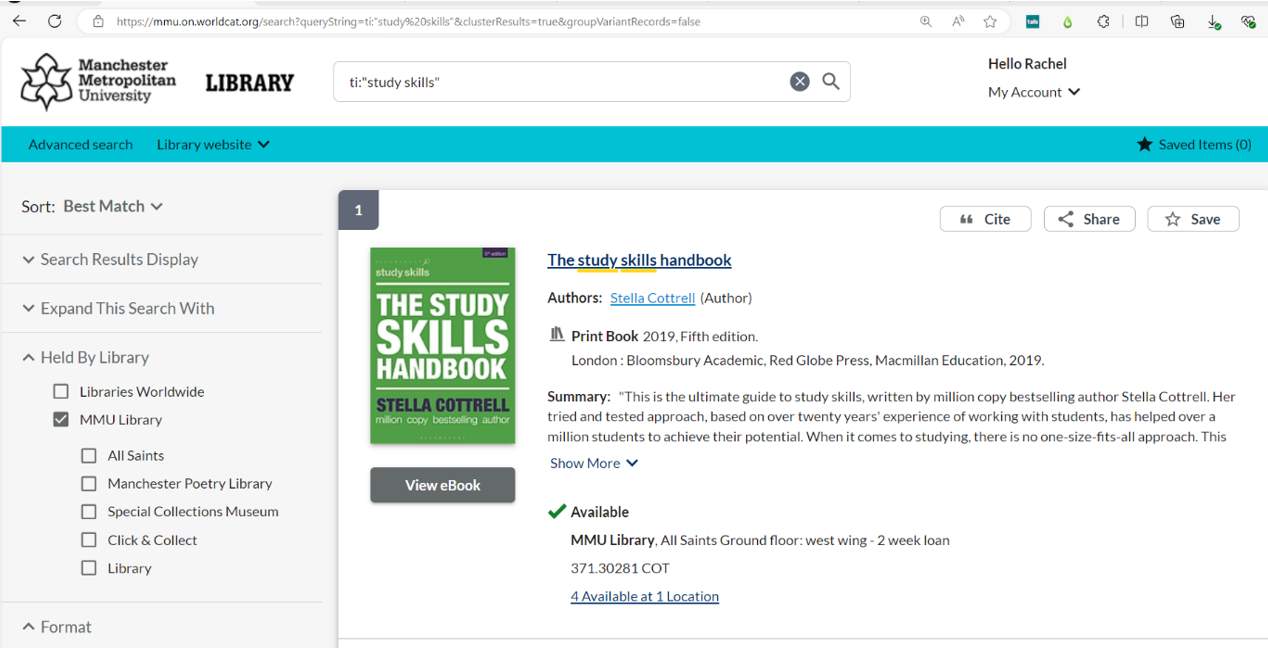 https://mmu.on.worldcat.org/search?queryString=ti:"study%20skills"&clusterResults=true&groupVariantRecords=false
Manchester
Metropolitan
University
LIBRARY
ti:"study skills"
Hello Rachel
My Account
Advanced search
Library website
Saved Items (0)
Sort: Best Match
Search Results Display
Expand This Search With
Held By Library
Libraries Worldwide
MMU Library
All Saints
Manchester Poetry Library
Special Collections Museum
Click & Collect
Library
Format
1
Cite
Share
Save
study skills
THE STUDY
SKILLS
HANDBOOK
STELLA COTTRELL
million copy bestselling author
View eBook
The study skills handbook
Authors: Stella Cottrell (Author)
Print Book 2019, Fifth edition.
London : Bloomsbury Academic, Red Globe Press, Macmillan Education, 2019.
Summary: "This is the ultimate guide to study skills, written by million copy bestselling author Stella Cottrell. Her
tried and tested approach, based on over twenty years' experience of working with students, has helped over a
million students to achieve their potential. When it comes to studying, there is no one-size-fits-all approach. This
Show More
Available
MMU Library, All Saints Ground floor: west wing - 2 week loan
371.30281 COT
4 Available at 1 Location